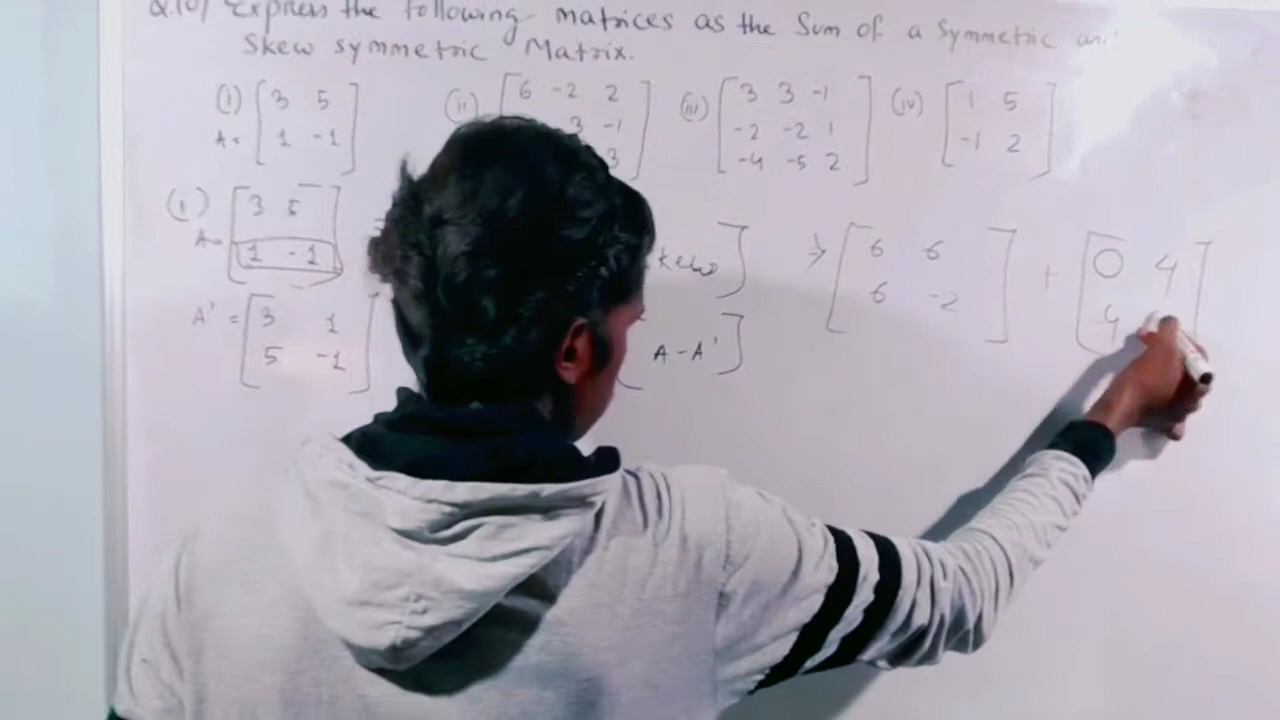 Q.10) Express the following matrices as the Sum of a Symmetric an
Skew symmetric Matrix.
(i) A = [3 5
1 -1]
(ii) [6 -2 2
3 -1
3]
(iii) [3 3 -1
-2 -2 1
-4 -5 2]
(iv) [1 5
-1 2]
(i) A = [3 5
1 -1]
A' = [3 1
5 -1]
kew]
[A - A']
⇒ [6 6
6 -2] + [0 4
-4 ]